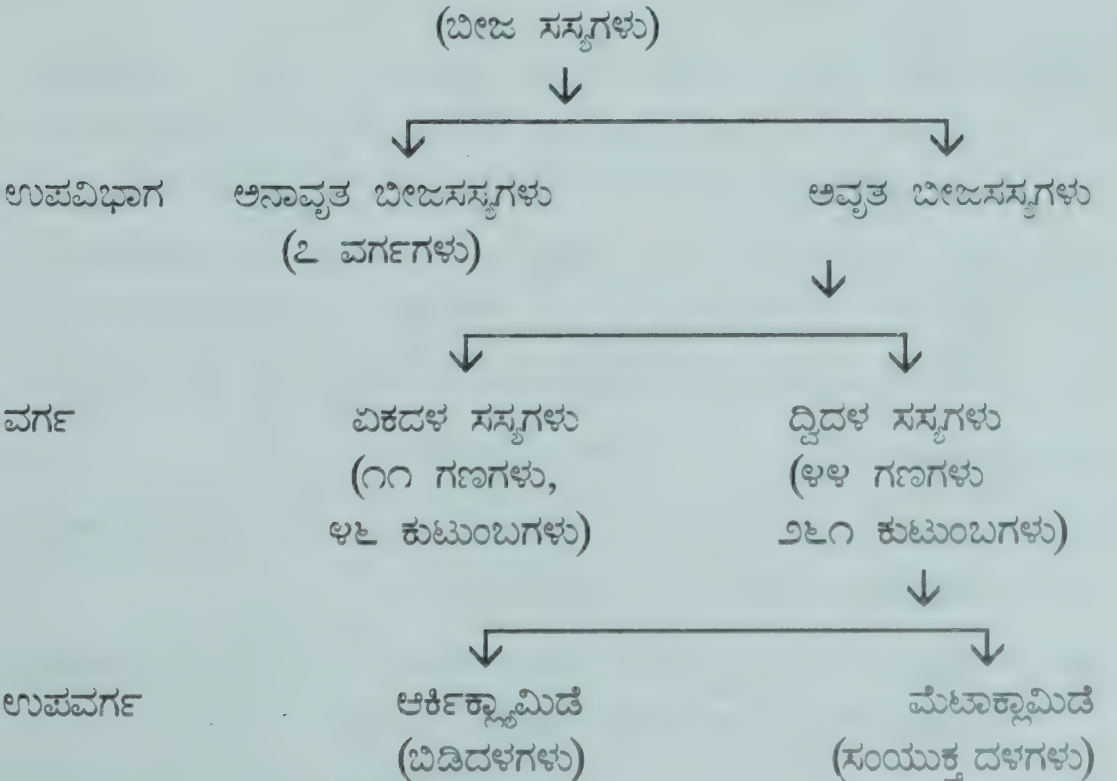 (ಬೀಜ ಸಸ್ಯಗಳು)
ಉಪವಿಭಾಗ ಅನಾವೃತ ಬೀಜಸಸ್ಯಗಳು ಅವೃತ ಬೀಜಸಸ್ಯಗಳು
(೭ ವರ್ಗಗಳು)
ವರ್ಗ ಏಕದಳ ಸಸ್ಯಗಳು ದ್ವಿದಳ ಸಸ್ಯಗಳು
(೧೧ ಗಣಗಳು, (೪೪ ಗಣಗಳು
೪೬ ಕುಟುಂಬಗಳು) ೨೬೧ ಕುಟುಂಬಗಳು)
ಉಪವರ್ಗ ಆರ್ಕಿಕ್ಲ್ಯಾಮಿಡೆ ಮೆಟಾಕ್ಲಾಮಿಡೆ
(ಬಿಡಿದಳಗಳು) (ಸಂಯುಕ್ತ ದಳಗಳು)